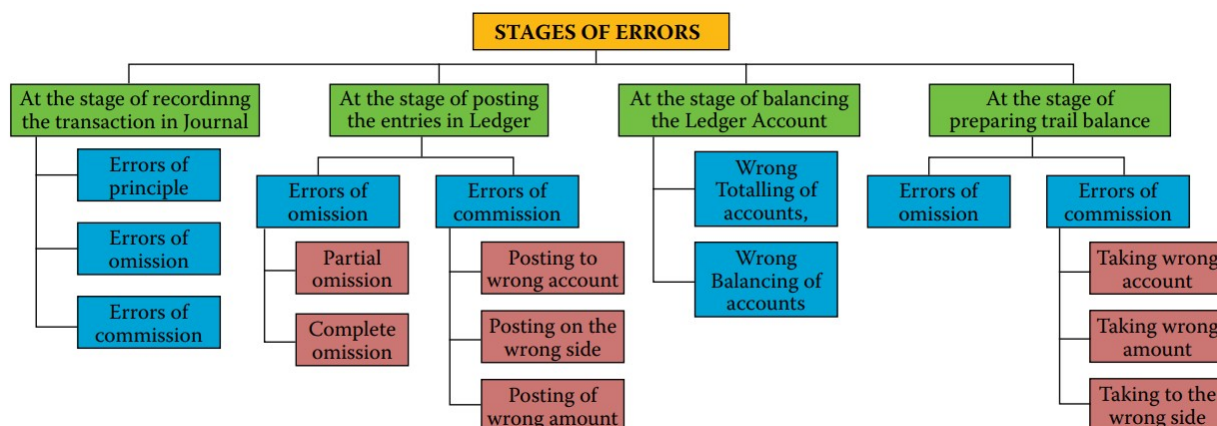 STAGES OF ERRORS
At the stage of recordinng
the transaction in Journal
Errors of
principle
Errors of
omission
Errors of
commission
At the stage of posting
the entries in Ledger
Errors of
omission
Partial
omission
Complete
omission
Errors of
commission
Posting to
wrong account
Posting on the
wrong side
Posting of
wrong amount
At the stage of balancing
the Ledger Account
Wrong
Totalling of
accounts,
Wrong
Balancing of
accounts
At the stage of
preparing trail balance
Errors of
omission
Errors of
commission
Taking wrong
account
Taking wrong
amount
Taking to the
wrong side